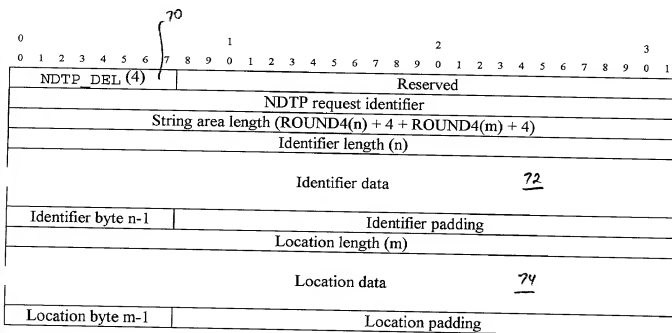 70
0 1 2 3
0 1 2 3 4 5 6 7 8 9 0 1 2 3 4 5 6 7 8 9 0 1 2 3 4 5 6 7 8 9 0 1
NDTP_DEL (4) Reserved
NDTP request identifier
String area length (ROUND4(n) + 4 + ROUND4(m) + 4)
Identifier length (n)
Identifier data 72
Identifier byte n-1 Identifier padding
Location length (m)
Location data 74
Location byte m-1 Location padding